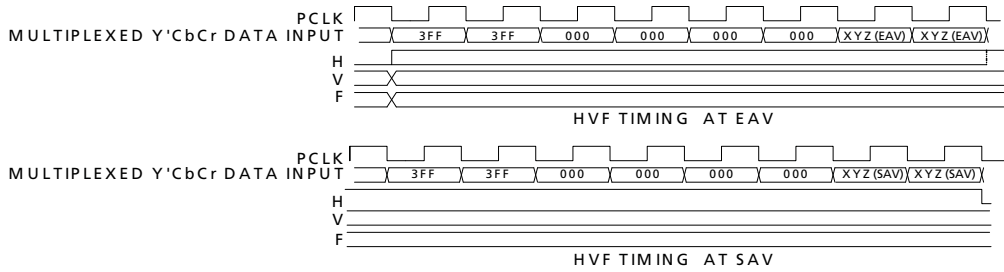 PCLK
MULTIPLEXED Y'CbCr DATA INPUT 3FF 3FF 000 000 000 000 XYZ (EAV) XYZ (EAV)
H
V
F
HVF TIMING AT EAV
PCLK
MULTIPLEXED Y'CbCr DATA INPUT 3FF 3FF 000 000 000 000 XYZ (SAV) XYZ (SAV)
H
V
F
HVF TIMING AT SAV